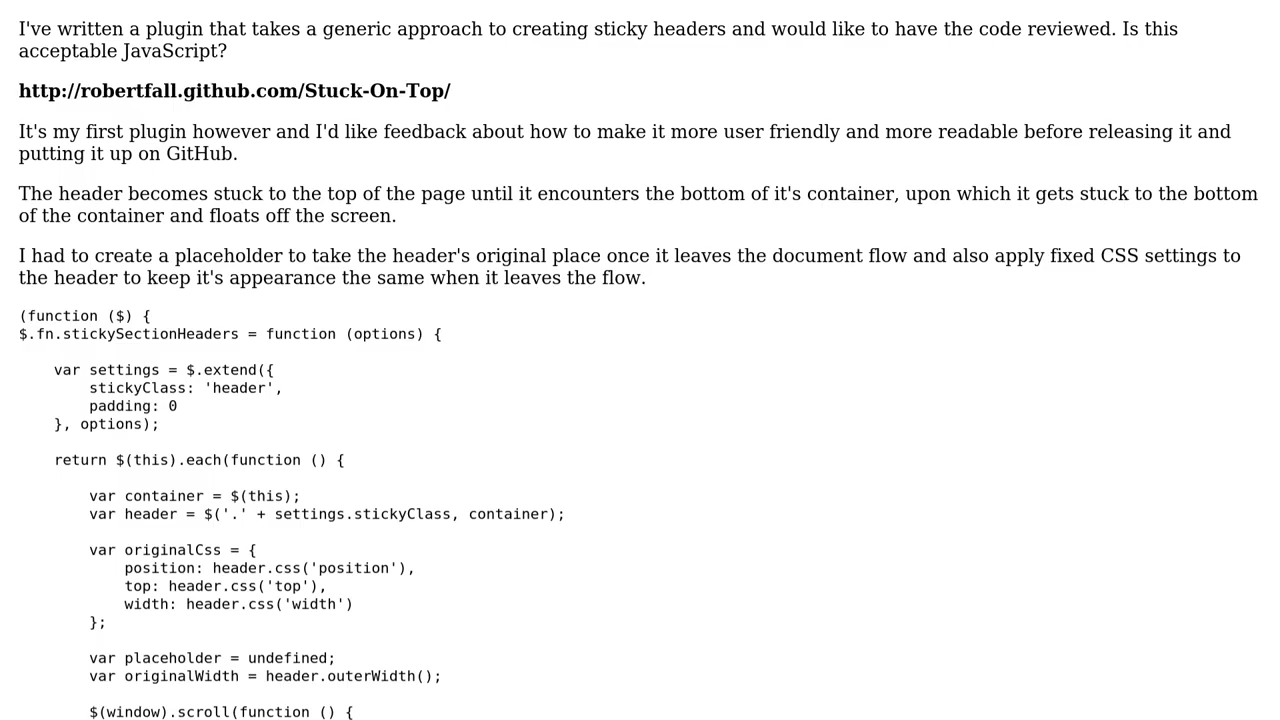 I've written a plugin that takes a generic approach to creating sticky headers and would like to have the code reviewed. Is this
acceptable JavaScript?
http://robertfall.github.com/Stuck-On-Top/
It's my first plugin however and I'd like feedback about how to make it more user friendly and more readable before releasing it and
putting it up on GitHub.
The header becomes stuck to the top of the page until it encounters the bottom of it's container, upon which it gets stuck to the bottom
of the container and floats off the screen.
I had to create a placeholder to take the header's original place once it leaves the document flow and also apply fixed CSS settings to
the header to keep it's appearance the same when it leaves the flow.
(function ($) {
$.fn.stickySectionHeaders = function (options) {
    var settings = $.extend({
        stickyClass: 'header',
        padding: 0
    }, options);
    return $(this).each(function () {
        var container = $(this);
        var header = $('.' + settings.stickyClass, container);
        var originalCss = {
            position: header.css('position'),
            top: header.css('top'),
            width: header.css('width')
        };
        var placeholder = undefined;
        var originalWidth = header.outerWidth();
        $(window).scroll(function () {